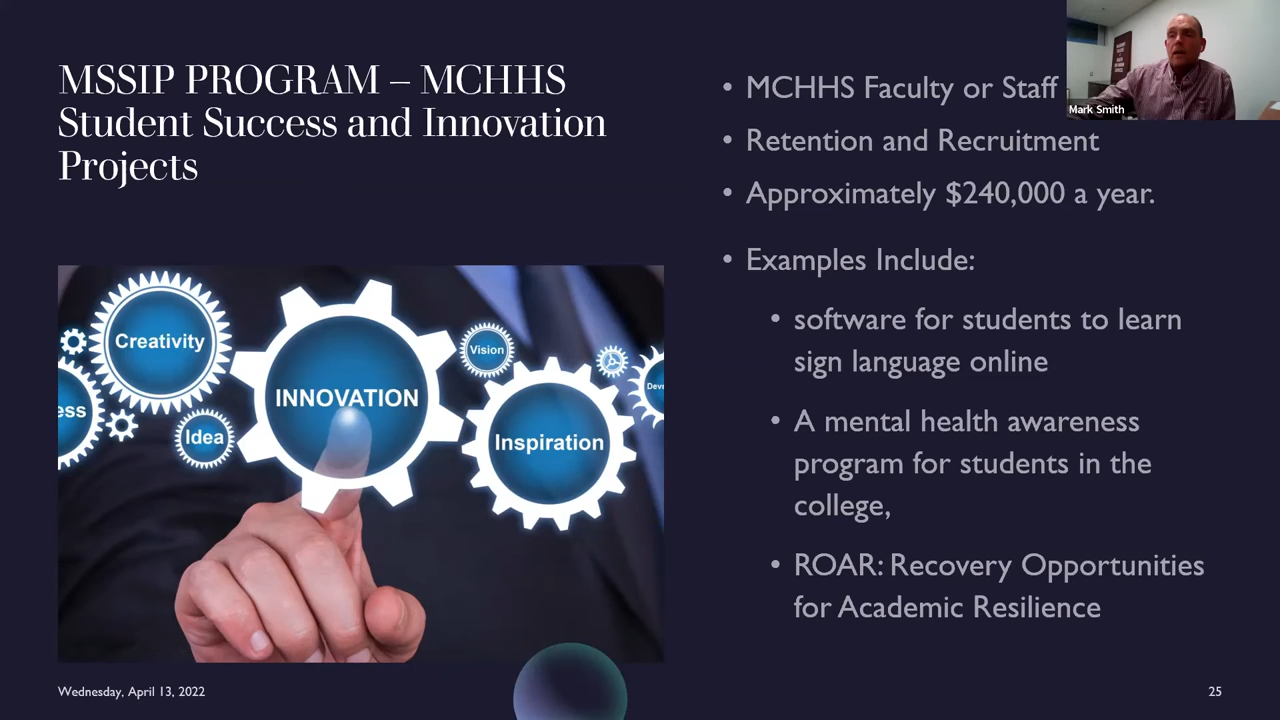 MSSIP PROGRAM – MCHHS
Student Success and Innovation
Projects
• MCHHS Faculty or Staff
• Retention and Recruitment
• Approximately $240,000 a year.
• Examples Include:
• software for students to learn
sign language online
• A mental health awareness
program for students in the
college,
• ROAR: Recovery Opportunities
for Academic Resilience
Mark Smith
Creativity
INNOVATION
Vision
Idea
Inspiration
ess
Deve
Wednesday, April 13, 2022
25